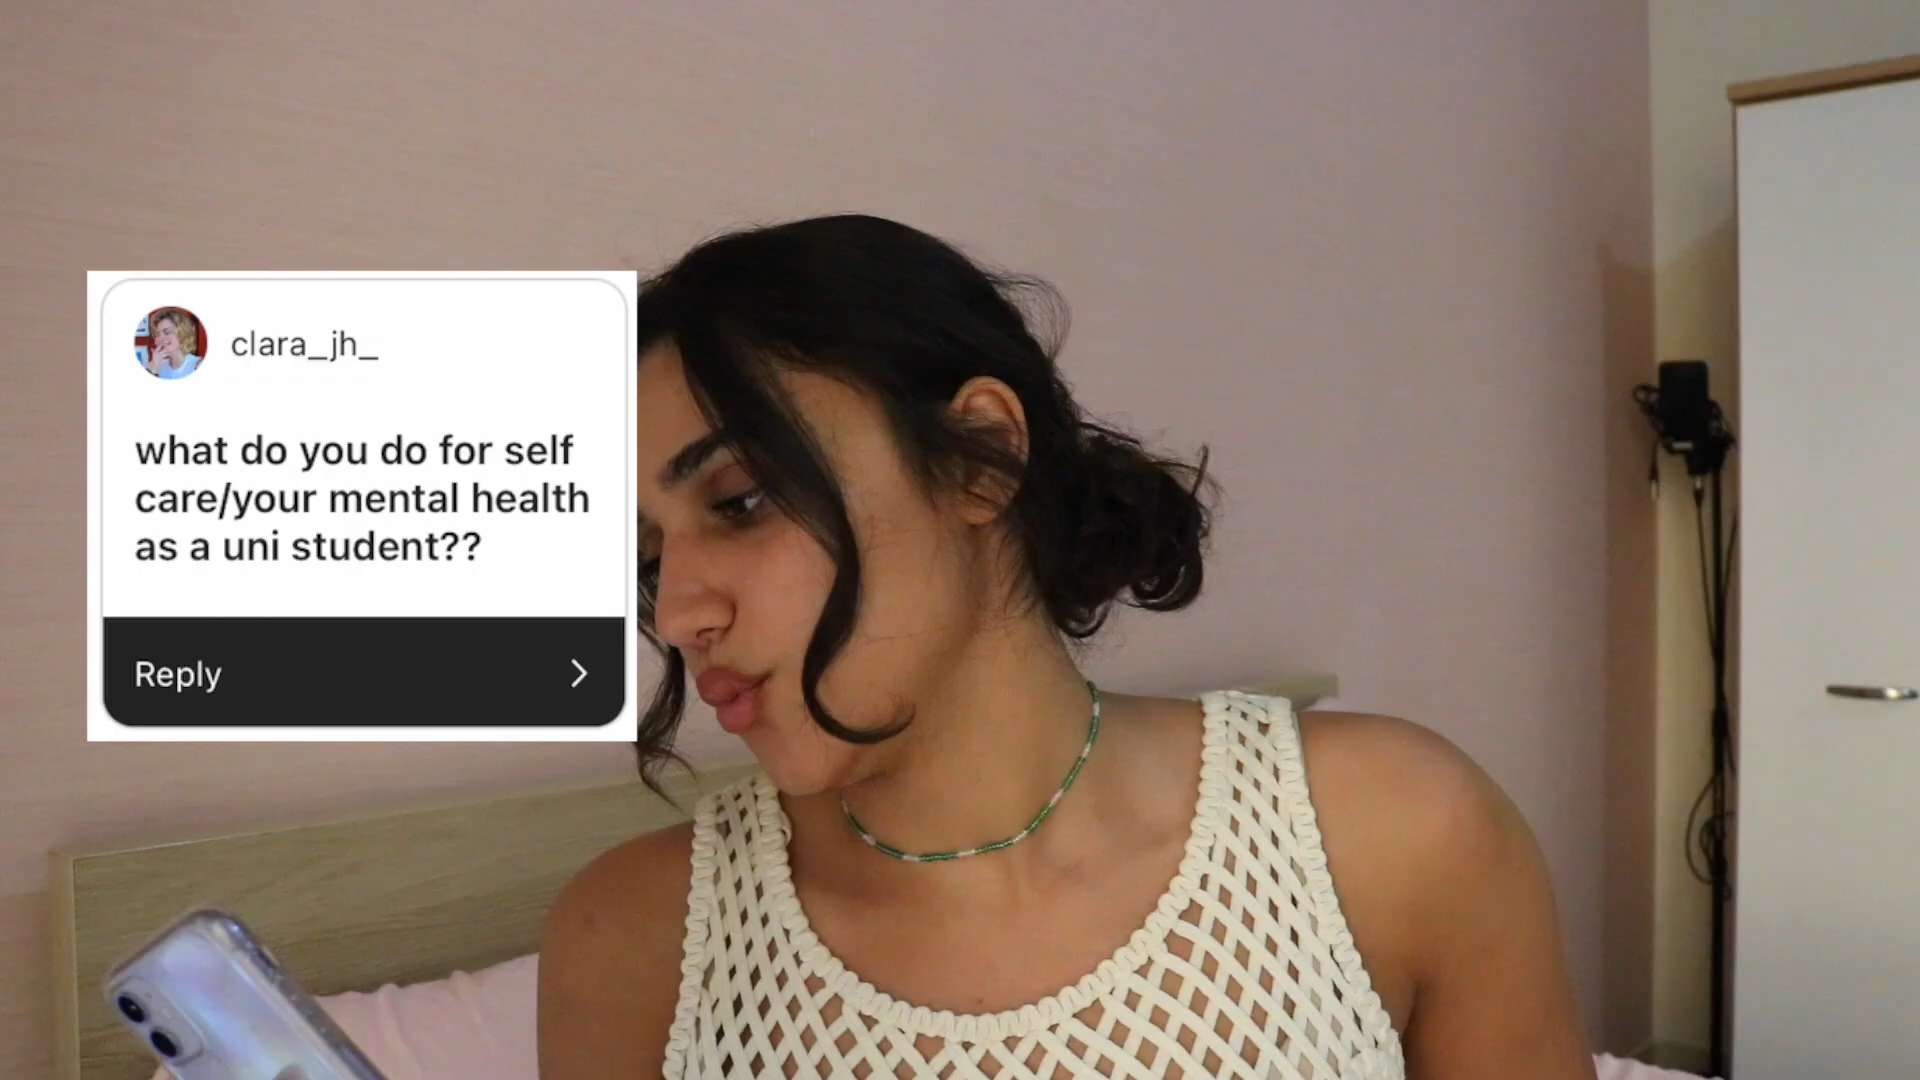 clara_jh_
what do you do for self
care/your mental health
as a uni student??
Reply